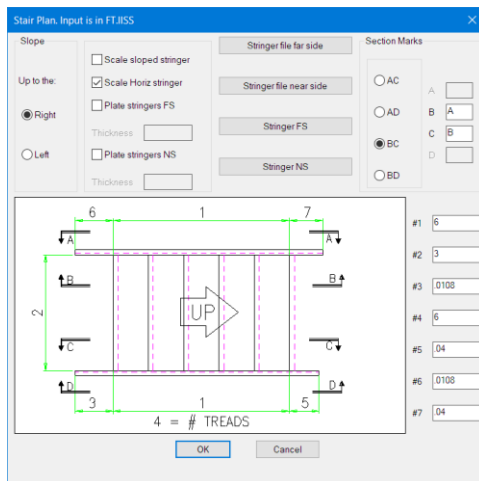 Stair Plan. Input is in FT.IISS
Slope
Up to the:
Right
Left
Scale sloped stringer
Scale Horiz stringer
Plate stringers FS
Thickness
Plate stringers NS
Thickness
Stringer file far side
Stringer file near side
Stringer FS
Stringer NS
Section Marks
AC
AD
BC
BD
A
B A
C B
D
6 1 7
A A
B B
2
UP
C C
D D
3 1 5
4 = # TREADS
#1 6
#2 3
#3 .0108
#4 6
#5 .04
#6 .0108
#7 .04
OK Cancel